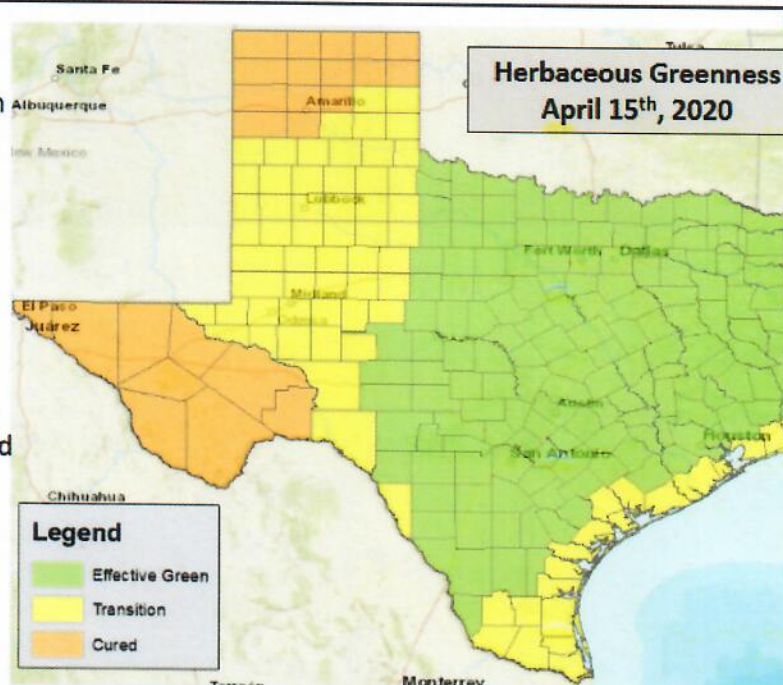 Herbaceous Greenness
April 15th, 2020
Santa Fe
Albuquerque
Amarillo
Lubbock
Fort Worth Dallas
Midland
Odessa
El Paso
Juárez
Austin
Houston
San Antonio
Chihuahua
Legend
Effective Green
Transition
Cured
Monterrey